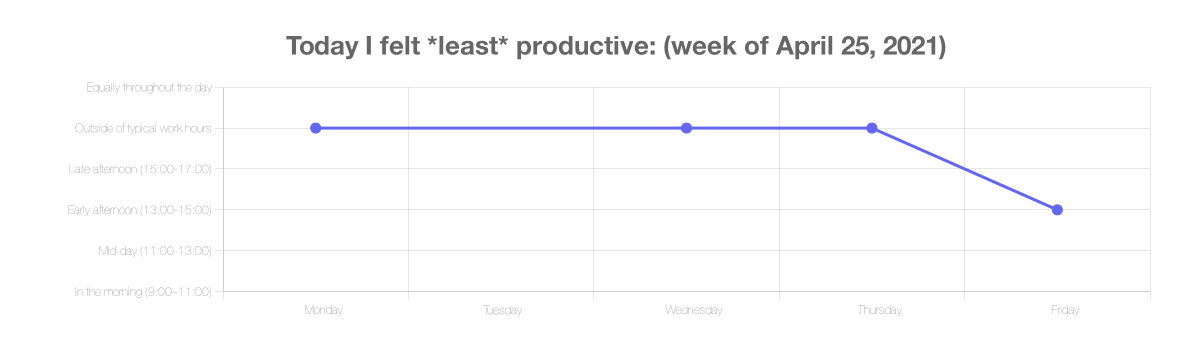 Today I felt *least* productive: (week of April 25, 2021)
Equally throughout the day
Outside of typical work hours
Late afternoon (15:00-17:00)
Early afternoon (13:00-15:00)
Mid-day (11:00-13:00)
In the morning (9:00–11:00)
Monday
Tuesday
Wednesday
Thursday
Friday